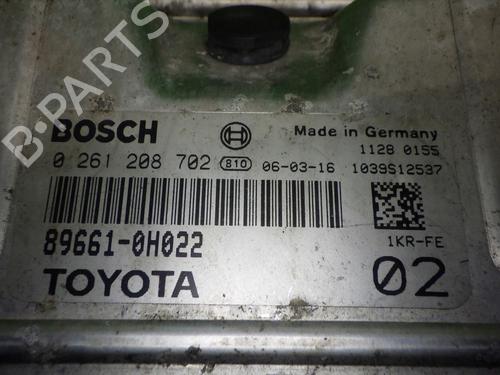 B-PARTS
BOSCH
Made in Germany
1128 0155
0 261 208 702 810 06-03-16 1039S12537
89661-0H022
1KR-FE
TOYOTA
02